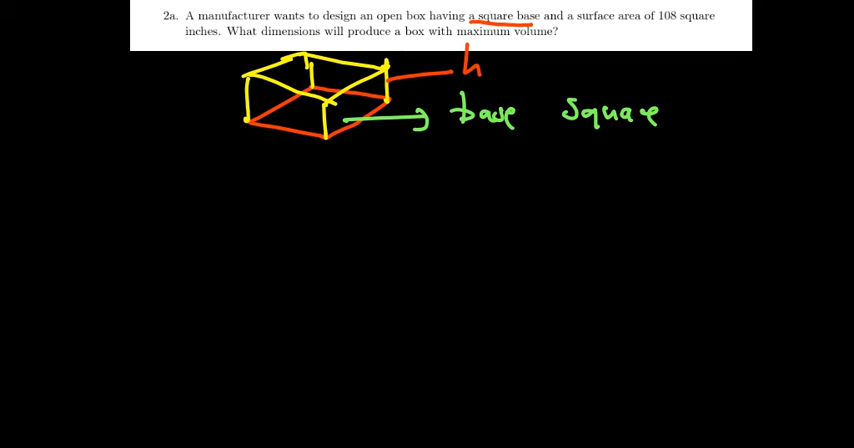 2a. A manufacturer wants to design an open box having a square base and a surface area of 108 square
inches. What dimensions will produce a box with maximum volume?
h
base square